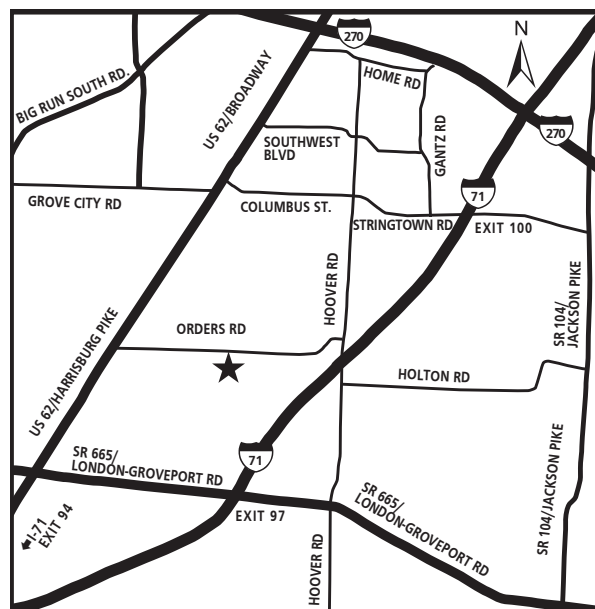 N
270
BIG RUN SOUTH RD.
US 62/BROADWAY
HOME RD
GANTZ RD
270
SOUTHWEST
BLVD
71
GROVE CITY RD
COLUMBUS ST.
STRINGTOWN RD
EXIT 100
HOOVER RD
SR 104/
JACKSON PIKE
ORDERS RD
US 62/HARRISBURG PIKE
HOLTON RD
71
SR 665/
LONDON-GROVEPORT RD
SR 665/
LONDON-GROVEPORT RD
SR 104/JACKSON PIKE
EXIT 97
I-71
EXIT 94
HOOVER RD